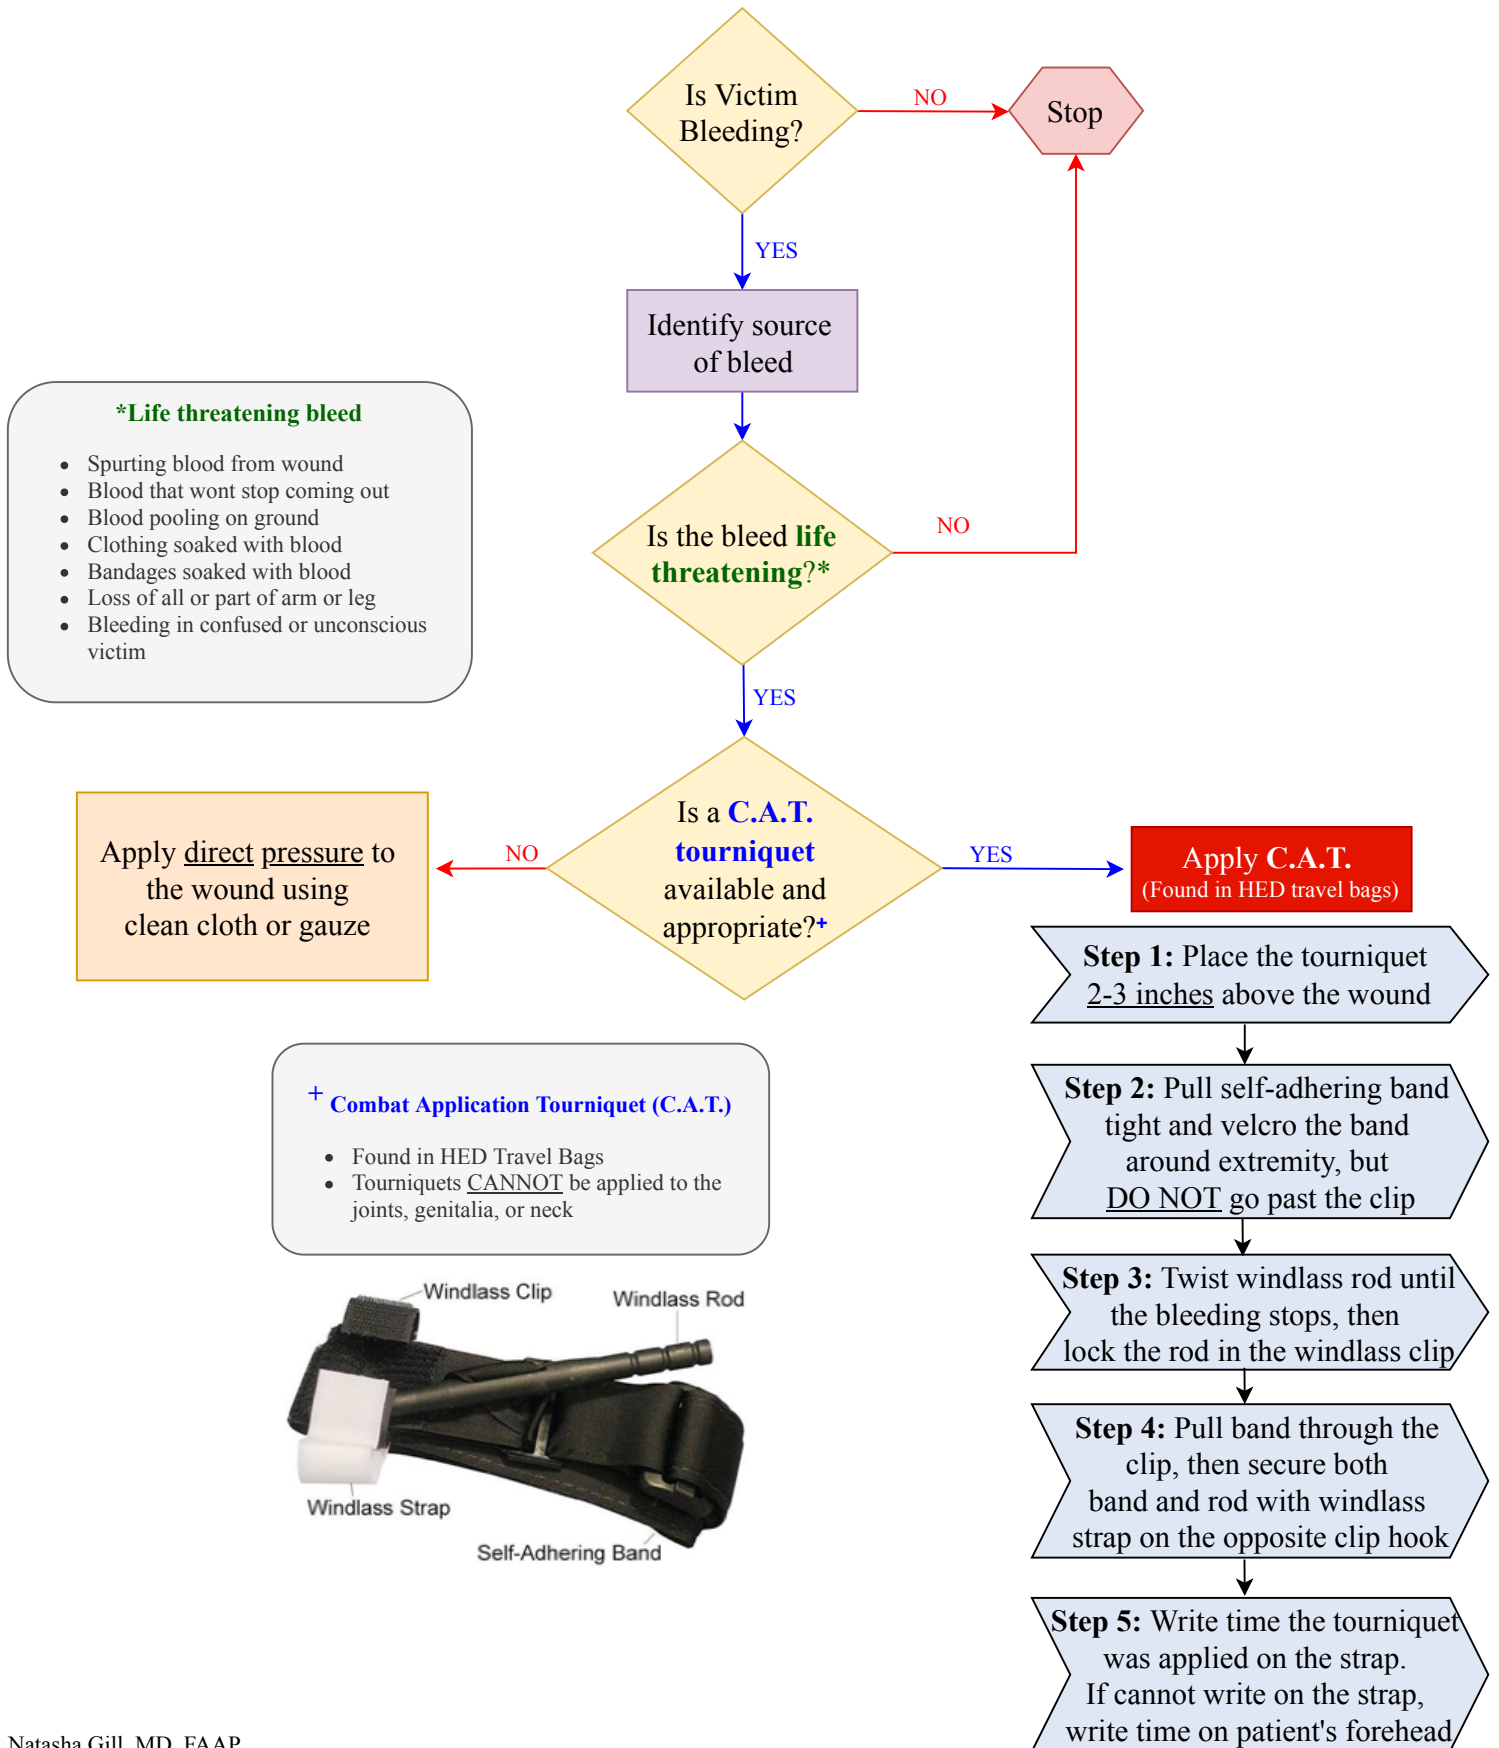 Is Victim
Bleeding?
NO
Stop
YES
Identify source
of bleed
*Life threatening bleed
• Spurting blood from wound
• Blood that wont stop coming out
• Blood pooling on ground
• Clothing soaked with blood
• Bandages soaked with blood
• Loss of all or part of arm or leg
• Bleeding in confused or unconscious
victim
Is the bleed life
threatening?*
NO
YES
Is a C.A.T.
tourniquet
available and
appropriate?+
NO
Apply direct pressure to
the wound using
clean cloth or gauze
YES
Apply C.A.T.
(Found in HED travel bags)
Step 1: Place the tourniquet
2-3 inches above the wound
Step 2: Pull self-adhering band
tight and velcro the band
around extremity, but
DO NOT go past the clip
Step 3: Twist windlass rod until
the bleeding stops, then
lock the rod in the windlass clip
Step 4: Pull band through the
clip, then secure both
band and rod with windlass
strap on the opposite clip hook
Step 5: Write time the tourniquet
was applied on the strap.
If cannot write on the strap,
write time on patient's forehead
+ Combat Application Tourniquet (C.A.T.)
• Found in HED Travel Bags
• Tourniquets CANNOT be applied to the
joints, genitalia, or neck
Windlass Clip
Windlass Rod
Windlass Strap
Self-Adhering Band
Natasha Gill, MD, FAAP